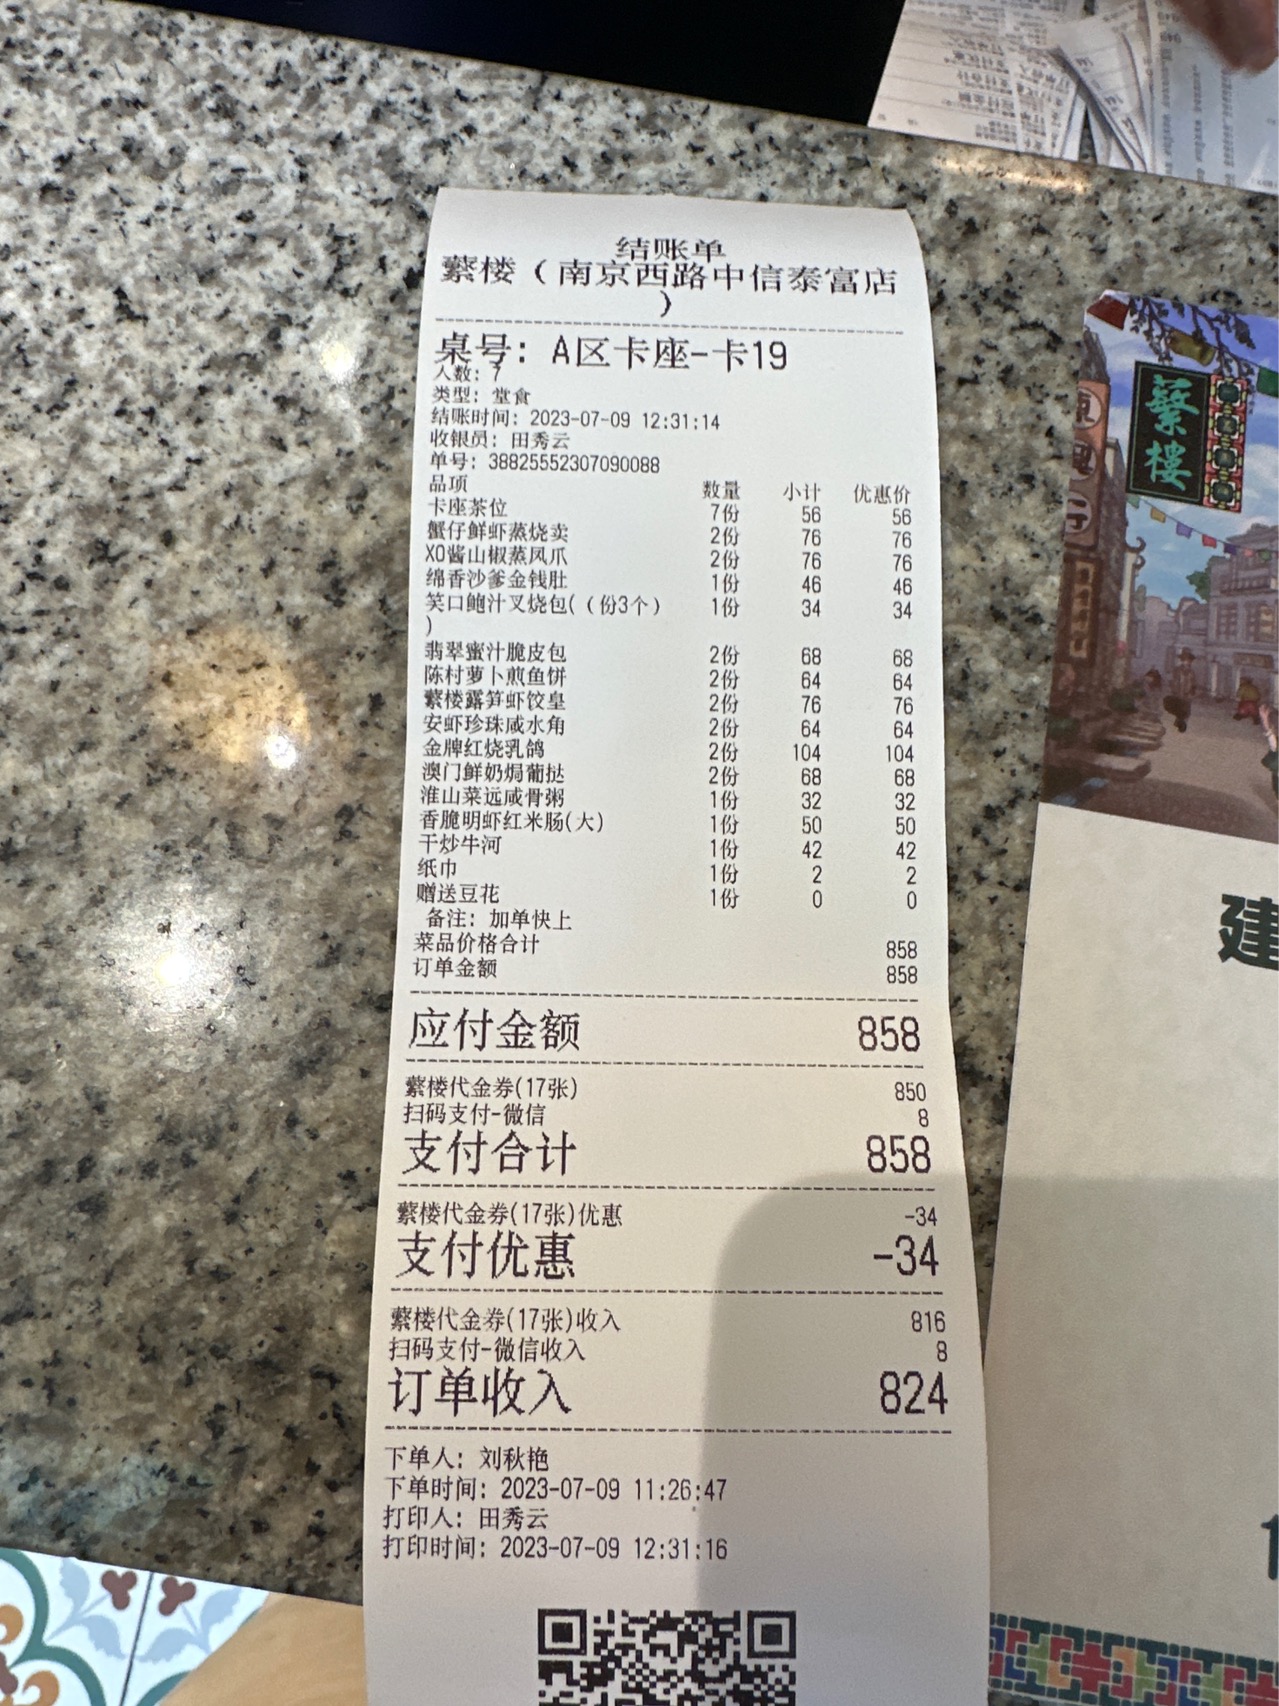 结账单
蘩楼（南京西路中信泰富店
）
桌号: A区卡座-卡19
人数: 7
类型: 堂食
结账时间: 2023-07-09 12:31:14
收银员: 田秀云
单号: 38825552307090088
品项 数量 小计 优惠价
卡座茶位 7份 56 56
蟹仔鲜虾蒸烧卖 2份 76 76
XO酱山椒蒸凤爪 2份 76 76
绵香沙爹金钱肚 1份 46 46
笑口鲍汁叉烧包(（份3个） 1份 34 34
)
翡翠蜜汁脆皮包 2份 68 68
陈村萝卜煎鱼饼 2份 64 64
蘩楼露笋虾饺皇 2份 76 76
安虾珍珠咸水角 2份 64 64
金牌红烧乳鸽 2份 104 104
澳门鲜奶焗葡挞 2份 68 68
淮山菜远咸骨粥 1份 32 32
香脆明虾红米肠(大) 1份 50 50
干炒牛河 1份 42 42
纸巾 1份 2 2
赠送豆花 1份 0 0
备注: 加单快上
菜品价格合计 858
订单金额 858
应付金额 858
蘩楼代金券(17张) 850
扫码支付-微信 8
支付合计 858
蘩楼代金券(17张)优惠 -34
支付优惠 -34
蘩楼代金券(17张)收入 816
扫码支付-微信收入 8
订单收入 824
下单人: 刘秋艳
下单时间: 2023-07-09 11:26:47
打印人: 田秀云
打印时间: 2023-07-09 12:31:16
蘩楼
建